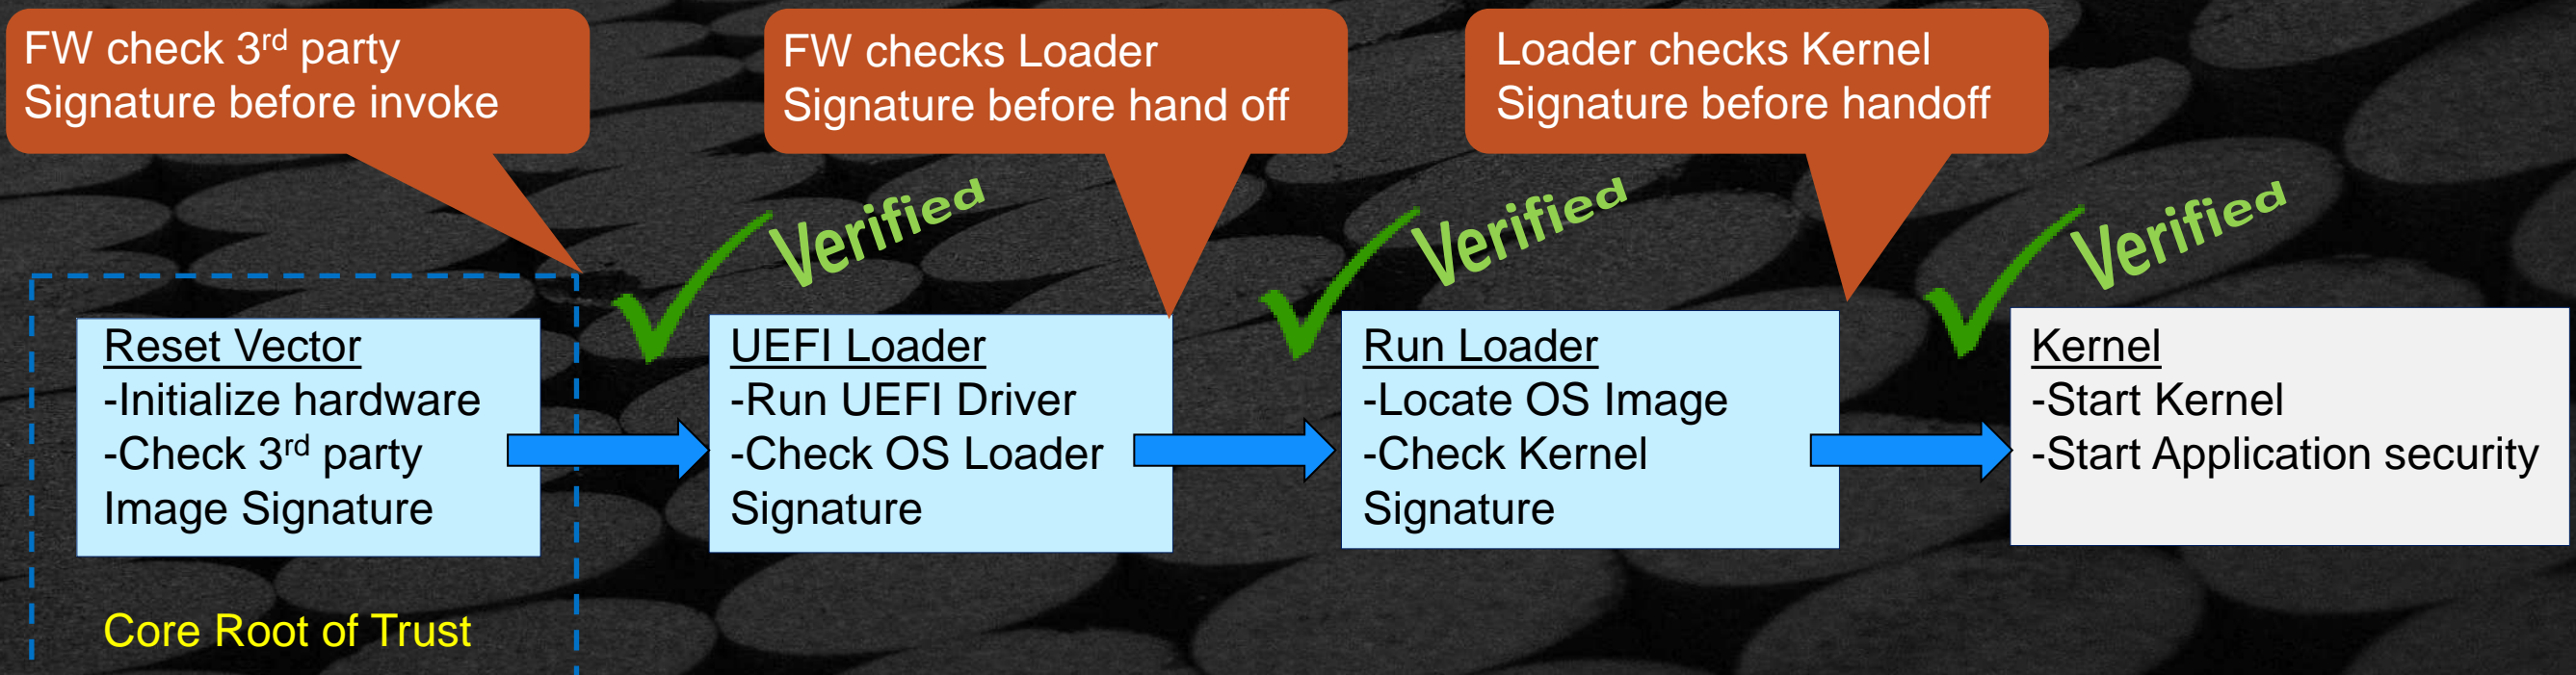 FW check 3rd party
Signature before invoke
FW checks Loader
Signature before hand off
Loader checks Kernel
Signature before handoff
Verified
Verified
Verified
Reset Vector
-Initialize hardware
-Check 3rd party
Image Signature
Core Root of Trust
UEFI Loader
-Run UEFI Driver
-Check OS Loader
Signature
Run Loader
-Locate OS Image
-Check Kernel
Signature
Kernel
-Start Kernel
-Start Application security